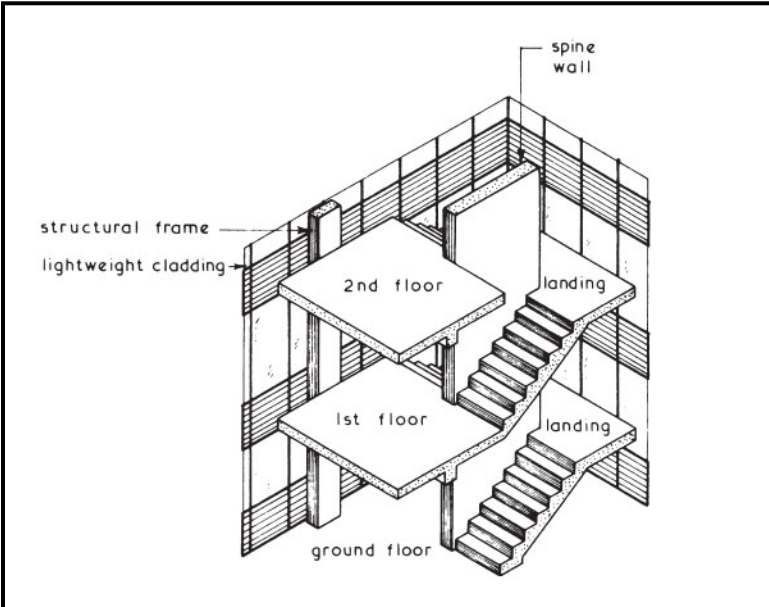 spine
wall
structural frame
lightweight cladding
2nd floor
landing
1st floor
landing
ground floor